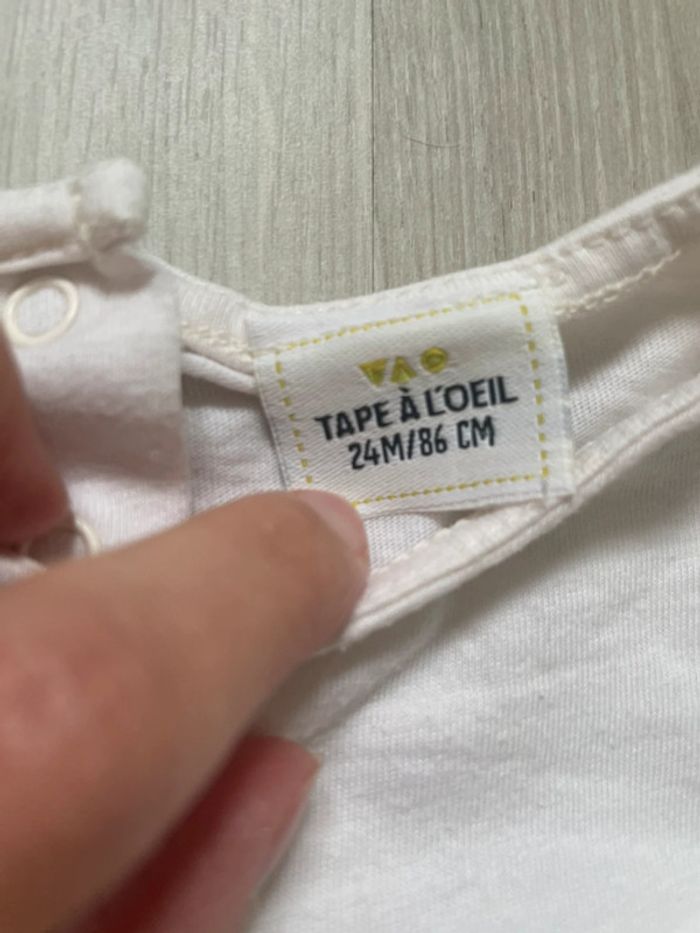 TAPE À L'OEIL
24M/86 CM